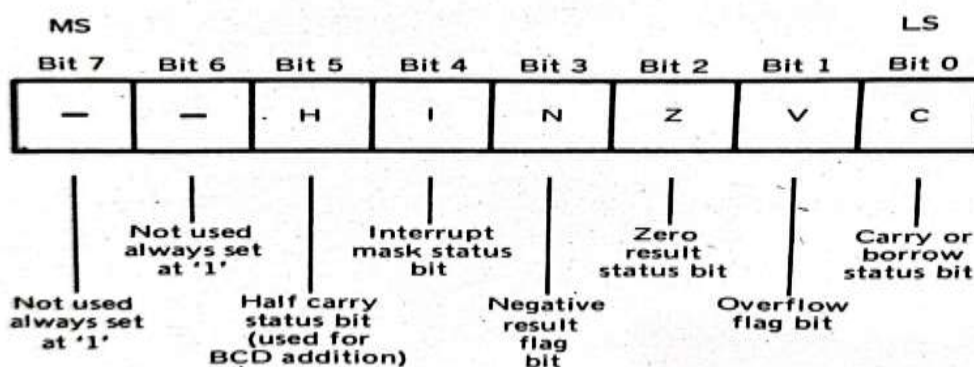 MS LS
Bit 7 Bit 6 Bit 5 Bit 4 Bit 3 Bit 2 Bit 1 Bit 0
— — H I N Z V C
Not used
always set
at '1'
Not used
always set
at '1'
Half carry
status bit
(used for
BCD addition)
Interrupt
mask status
bit
Negative
result
flag
bit
Zero
result
status bit
Overflow
flag bit
Carry or
borrow
status bit